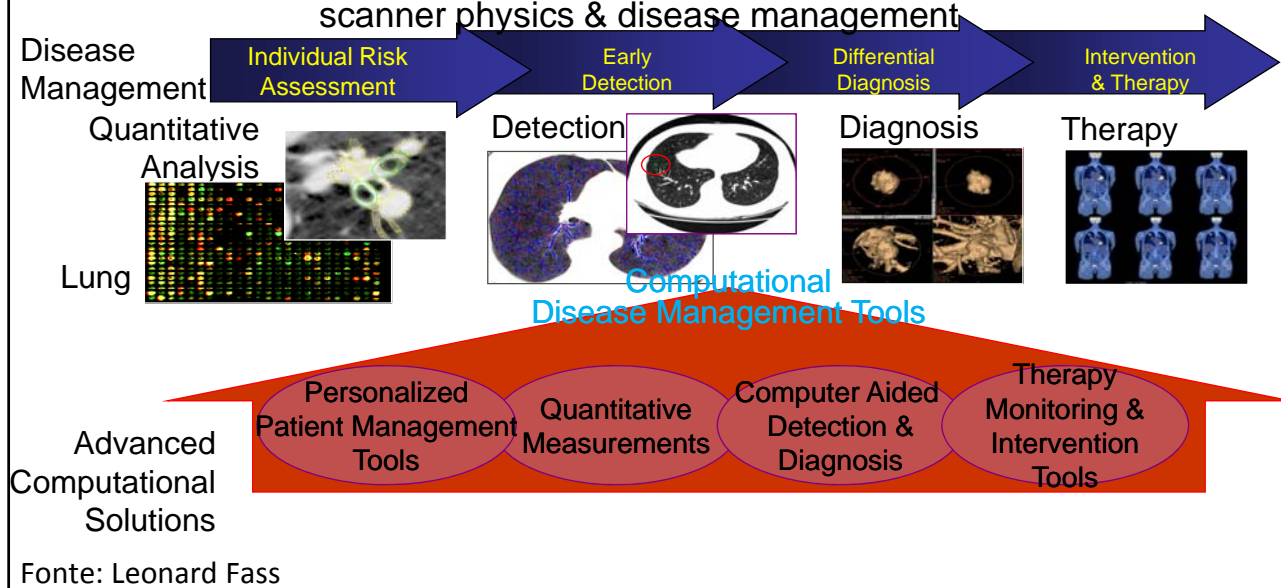 scanner physics & disease management
Disease
Management
Individual Risk
Assessment
Early
Detection
Differential
Diagnosis
Intervention
& Therapy
Quantitative
Analysis
Detection
Diagnosis
Therapy
Lung
Computational
Disease Management Tools
Personalized
Patient Management
Tools
Quantitative
Measurements
Computer Aided
Detection &
Diagnosis
Therapy
Monitoring &
Intervention
Tools
Advanced
Computational
Solutions
Fonte: Leonard Fass